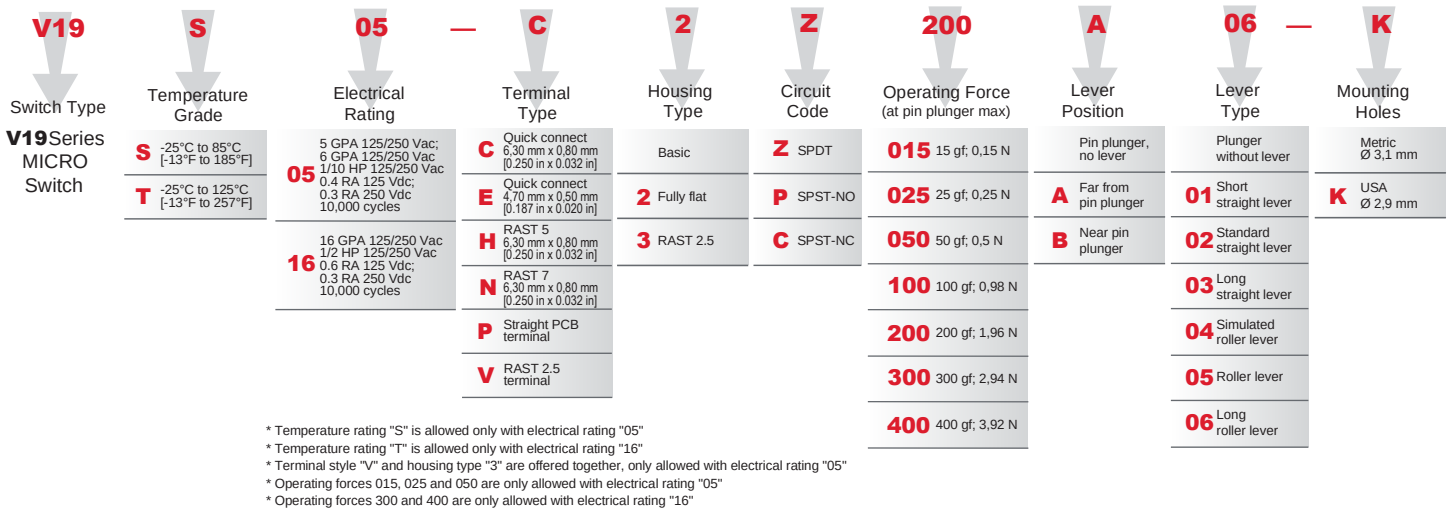 V19 S 05 — C 2 Z 200 A 06 — K
Switch Type
V19 Series
MICRO
Switch
Temperature
Grade
S -25°C to 85°C
[-13°F to 185°F]
T -25°C to 125°C
[-13°F to 257°F]
Electrical
Rating
05 5 GPA 125/250 Vac;
6 GPA 125/250 Vac
1/10 HP 125/250 Vac
0.4 RA 125 Vdc;
0.3 RA 250 Vdc
10,000 cycles
16 16 GPA 125/250 Vac
1/2 HP 125/250 Vac
0.6 RA 125 Vdc;
0.3 RA 250 Vdc
10,000 cycles
Terminal
Type
C Quick connect
6,30 mm x 0,80 mm
[0.250 in x 0.032 in]
E Quick connect
4,70 mm x 0,50 mm
[0.187 in x 0.020 in]
H RAST 5
6,30 mm x 0,80 mm
[0.250 in x 0.032 in]
N RAST 7
6,30 mm x 0,80 mm
[0.250 in x 0.032 in]
P Straight PCB
terminal
V RAST 2.5
terminal
Housing
Type
Basic
2 Fully flat
3 RAST 2.5
Circuit
Code
Z SPDT
P SPST-NO
C SPST-NC
Operating Force
(at pin plunger max)
015 15 gf; 0,15 N
025 25 gf; 0,25 N
050 50 gf; 0,5 N
100 100 gf; 0,98 N
200 200 gf; 1,96 N
300 300 gf; 2,94 N
400 400 gf; 3,92 N
Lever
Position
Pin plunger,
no lever
A Far from
pin plunger
B Near pin
plunger
Lever
Type
Plunger
without lever
01 Short
straight lever
02 Standard
straight lever
03 Long
straight lever
04 Simulated
roller lever
05 Roller lever
06 Long
roller lever
Mounting
Holes
Metric
Ø 3,1 mm
K USA
Ø 2,9 mm
* Temperature rating "S" is allowed only with electrical rating "05"
* Temperature rating "T" is allowed only with electrical rating "16"
* Terminal style "V" and housing type "3" are offered together, only allowed with electrical rating "05"
* Operating forces 015, 025 and 050 are only allowed with electrical rating "05"
* Operating forces 300 and 400 are only allowed with electrical rating "16"